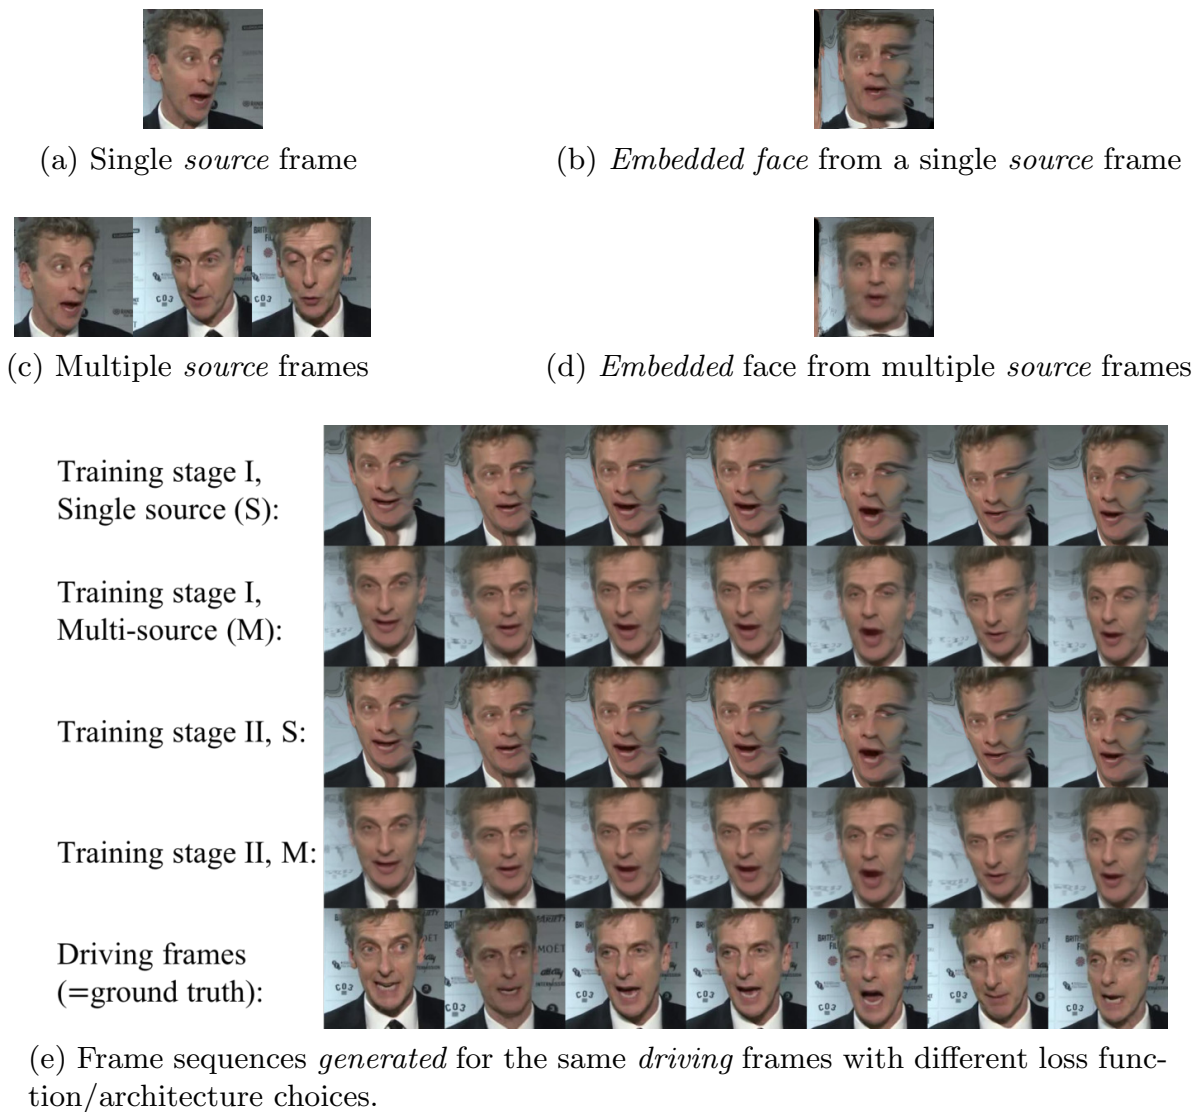 (a) Single source frame
(b) Embedded face from a single source frame
(c) Multiple source frames
(d) Embedded face from multiple source frames
Training stage I,
Single source (S):
Training stage I,
Multi-source (M):
Training stage II, S:
Training stage II, M:
Driving frames
(=ground truth):
(e) Frame sequences generated for the same driving frames with different loss func-
tion/architecture choices.